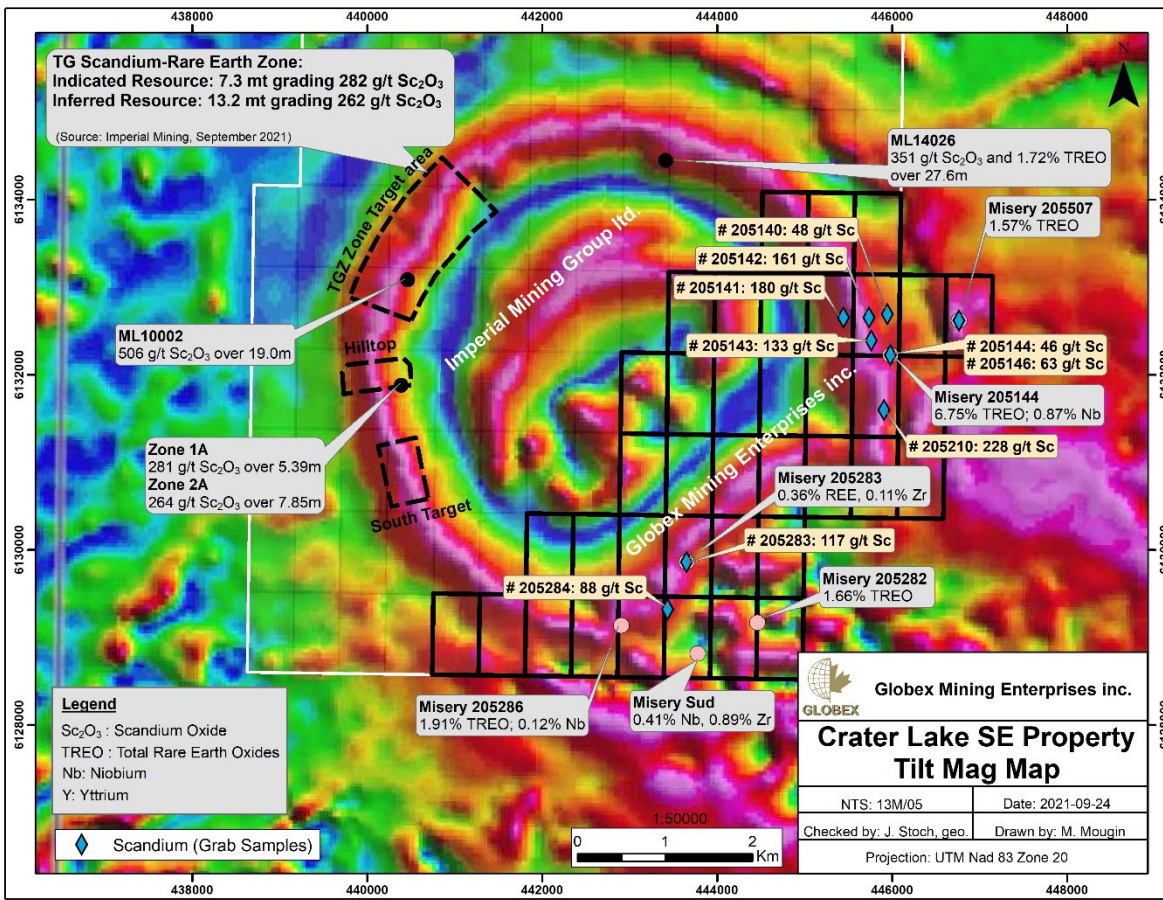 438000
440000
442000
444000
446000
448000
TG Scandium-Rare Earth Zone:
Indicated Resource: 7.3 mt grading 282 g/t Sc₂O₃
Inferred Resource: 13.2 mt grading 262 g/t Sc₂O₃
(Source: Imperial Mining, September 2021)
N
ML14026
351 g/t Sc₂O₃ and 1.72% TREO
over 27.6m
6134000
6134000
TGZ Zone Target area
Misery 205507
1.57% TREO
# 205140: 48 g/t Sc
# 205142: 161 g/t Sc
# 205141: 180 g/t Sc
Imperial Mining Group ltd.
ML10002
506 g/t Sc₂O₃ over 19.0m
# 205143: 133 g/t Sc
# 205144: 46 g/t Sc
# 205146: 63 g/t Sc
Hilltop
6132000
6132000
Misery 205144
6.75% TREO; 0.87% Nb
# 205210: 228 g/t Sc
Zone 1A
281 g/t Sc₂O₃ over 5.39m
Zone 2A
264 g/t Sc₂O₃ over 7.85m
Globex Mining Enterprises inc.
Misery 205283
0.36% REE, 0.11% Zr
South Target
# 205283: 117 g/t Sc
6130000
6130000
# 205284: 88 g/t Sc
Misery 205282
1.66% TREO
Misery 205286
1.91% TREO; 0.12% Nb
Misery Sud
0.41% Nb, 0.89% Zr
6128000
6128000
Legend
Sc₂O₃ : Scandium Oxide
TREO : Total Rare Earth Oxides
Nb: Niobium
Y: Yttrium
Scandium (Grab Samples)
1:50000
0 1 2
Km
GLOBEX
Globex Mining Enterprises inc.
Crater Lake SE Property
Tilt Mag Map
NTS: 13M/05
Date: 2021-09-24
Checked by: J. Stoch, geo.
Drawn by: M. Mougin
Projection: UTM Nad 83 Zone 20
438000
440000
442000
444000
446000
448000